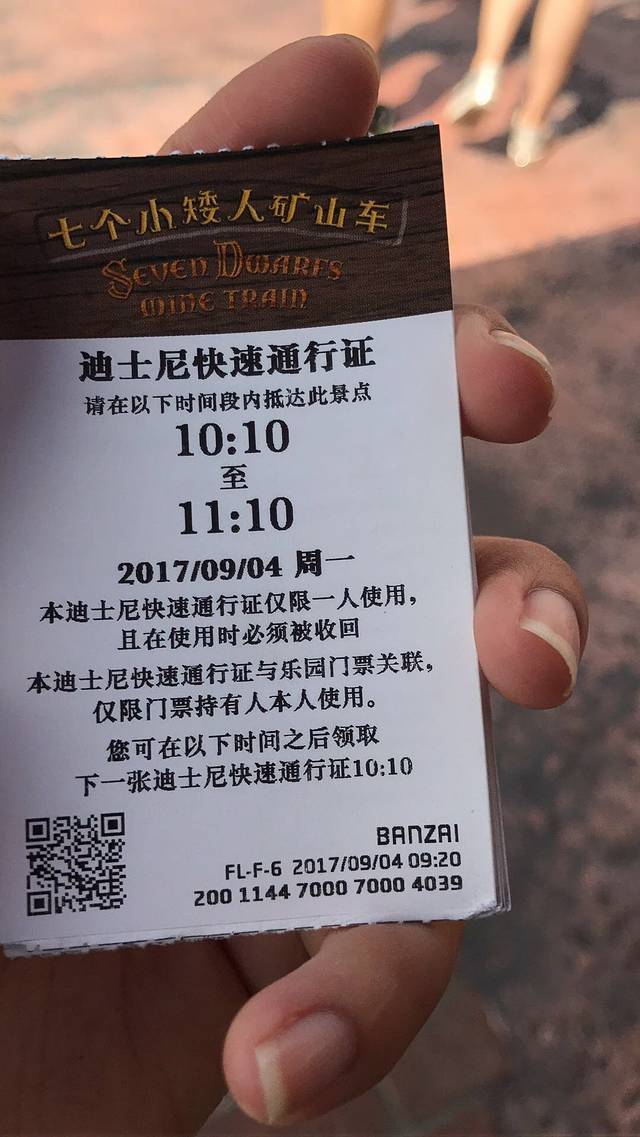 七个小矮人矿山车
SEVEN DWARFS
MINE TRAIN
迪士尼快速通行证
请在以下时间段内抵达此景点
10:10
至
11:10
2017/09/04 周一
本迪士尼快速通行证仅限一人使用，
且在使用时必须被收回
本迪士尼快速通行证与乐园门票关联，
仅限门票持有人本人使用。
您可在以下时间之后领取
下一张迪士尼快速通行证10:10
BANZAI
FL-F-6 2017/09/04 09:20
200 1144 7000 7000 4039